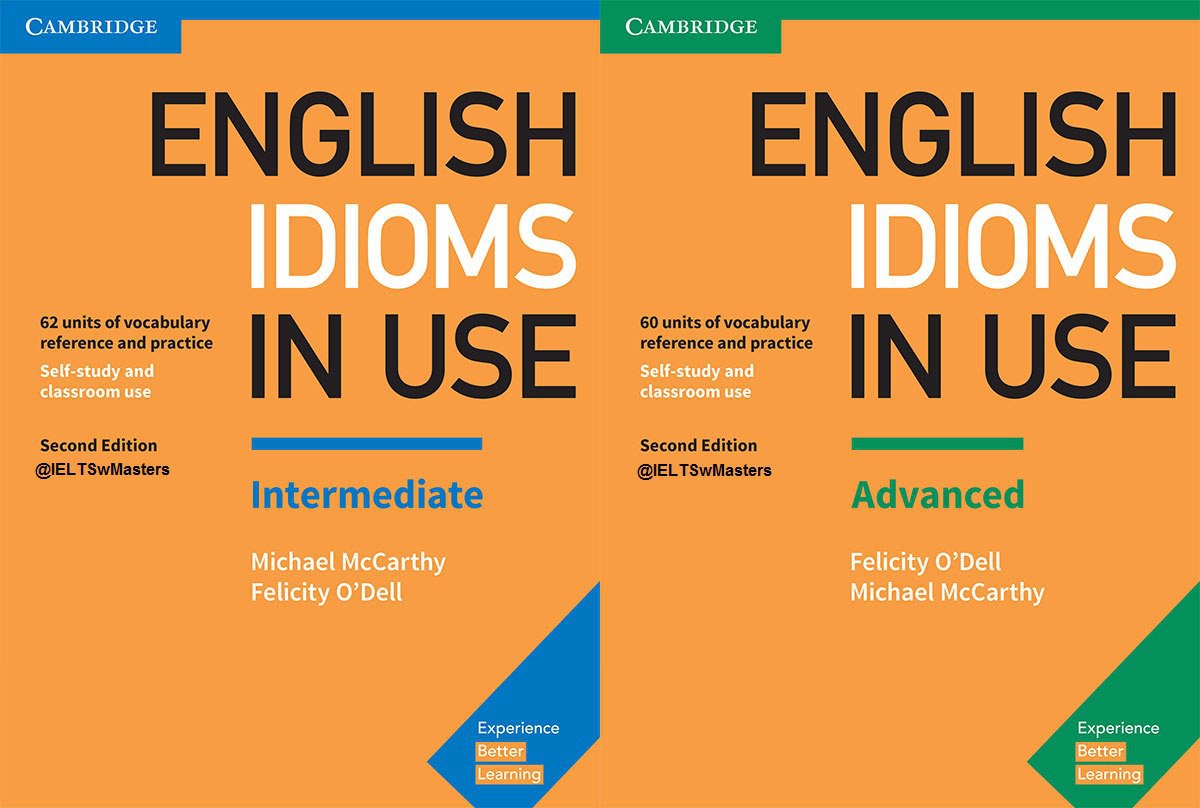 CAMBRIDGE
ENGLISH
IDIOMS
IN USE
62 units of vocabulary
reference and practice
Self-study and
classroom use
Second Edition
@IELTSwMasters
Intermediate
Michael McCarthy
Felicity O'Dell
Experience
Better
Learning
CAMBRIDGE
ENGLISH
IDIOMS
IN USE
60 units of vocabulary
reference and practice
Self-study and
classroom use
Second Edition
@IELTSwMasters
Advanced
Felicity O'Dell
Michael McCarthy
Experience
Better
Learning